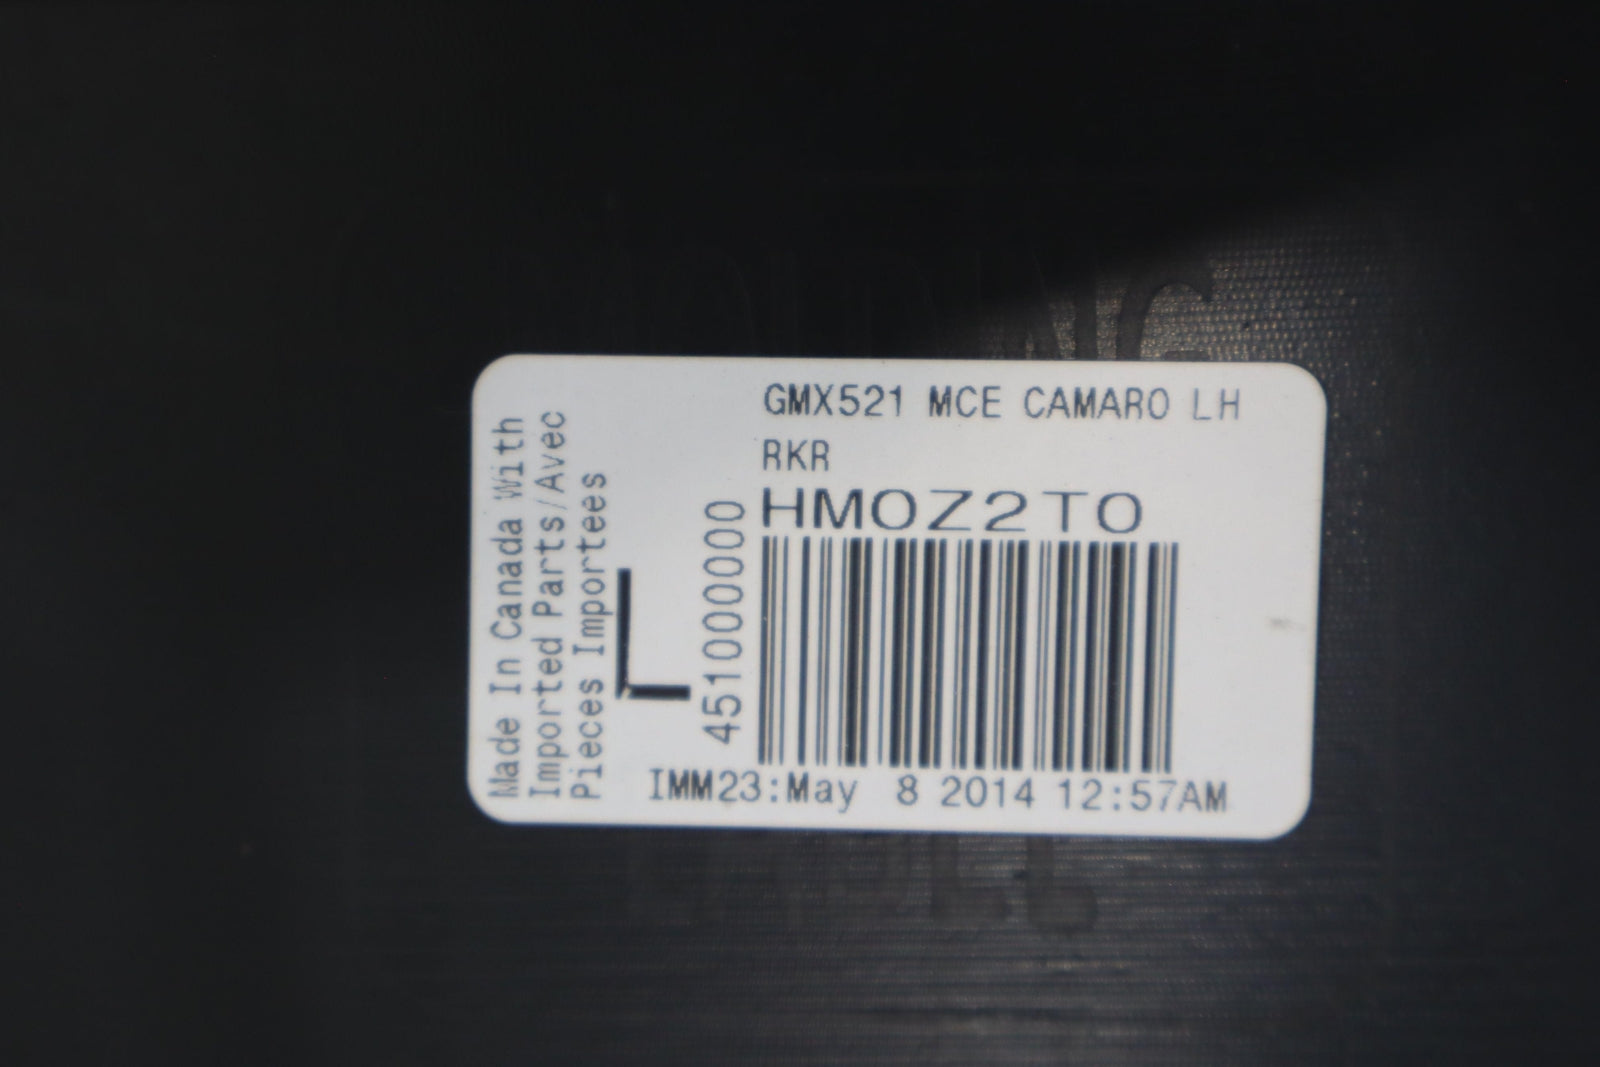 GMX521 MCE CAMARO LH
RKR
HM0Z2T0
Made In Canada With
Imported Parts/Avec
Pieces Importees
L
451000000
IMM23:May 8 2014 12:57AM